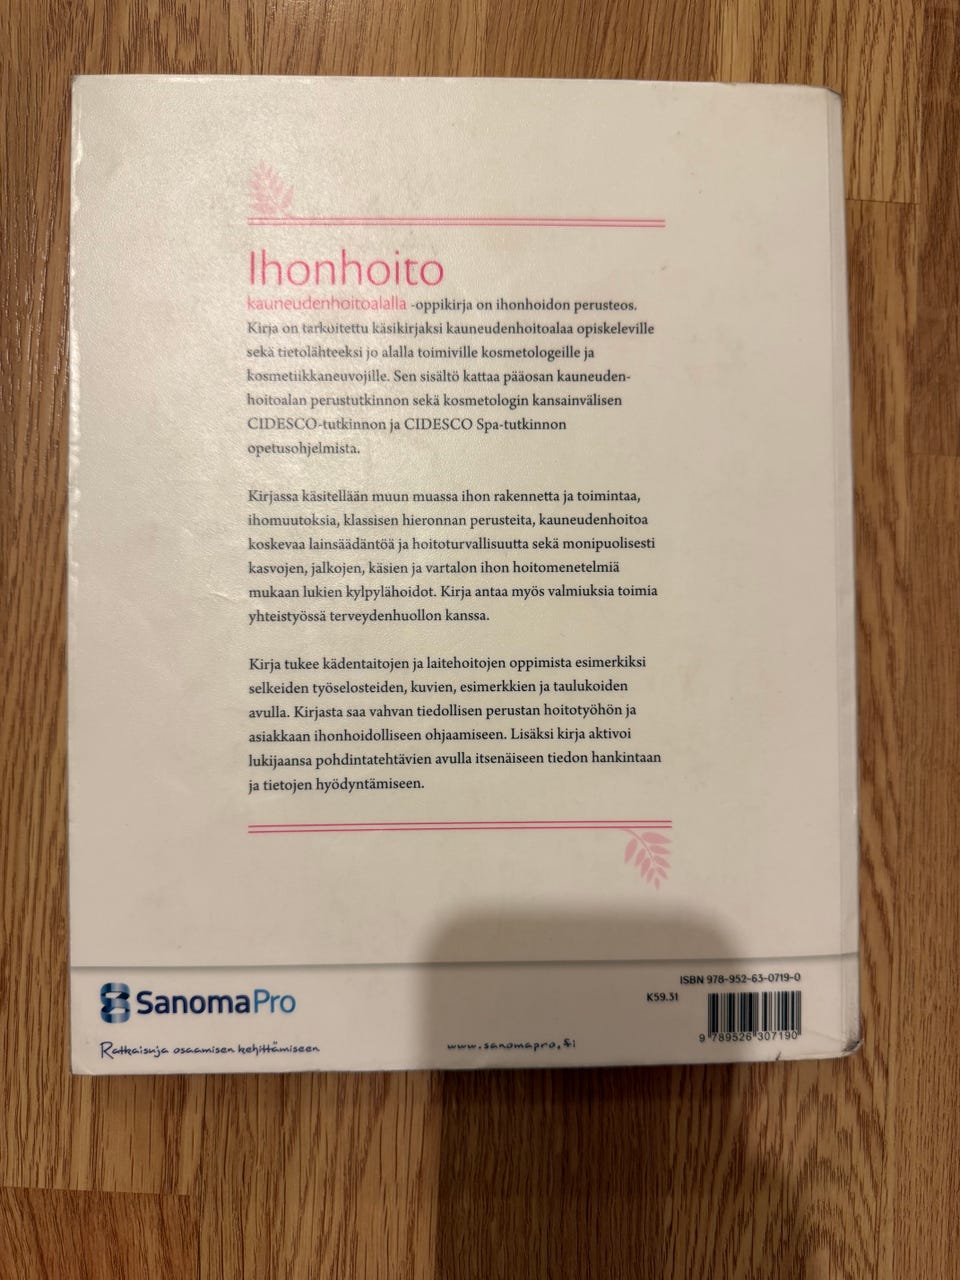 Ihonhoito
kauneudenhoitoalalla -oppikirja on ihonhoidon perusteos.
Kirja on tarkoitettu käsikirjaksi kauneudenhoitoalaa opiskeleville
sekä tietolähteeksi jo alalla toimiville kosmetologeille ja
kosmetiikkaneuvojille. Sen sisältö kattaa pääosan kauneuden-
hoitoalan perustutkinnon sekä kosmetologin kansainvälisen
CIDESCO-tutkinnon ja CIDESCO Spa-tutkinnon
opetusohjelmista.
Kirjassa käsitellään muun muassa ihon rakennetta ja toimintaa,
ihomuutoksia, klassisen hieronnan perusteita, kauneudenhoitoa
koskevaa lainsäädäntöä ja hoitoturvallisuutta sekä monipuolisesti
kasvojen, jalkojen, käsien ja vartalon ihon hoitomenetelmiä
mukaan lukien kylpylähoidot. Kirja antaa myös valmiuksia toimia
yhteistyössä terveydenhuollon kanssa.
Kirja tukee kädentaitojen ja laitehoitojen oppimista esimerkiksi
selkeiden työselosteiden, kuvien, esimerkkien ja taulukoiden
avulla. Kirjasta saa vahvan tiedollisen perustan hoitotyöhön ja
asiakkaan ihonhoidolliseen ohjaamiseen. Lisäksi kirja aktivoi
lukijaansa pohdintatehtävien avulla itsenäiseen tiedon hankintaan
ja tietojen hyödyntämiseen.
SanomaPro
Ratkaisuja osaamisen kehittämiseen
www.sanomapro.fi
ISBN 978-952-63-0719-0
K59.31
9 789526 307190